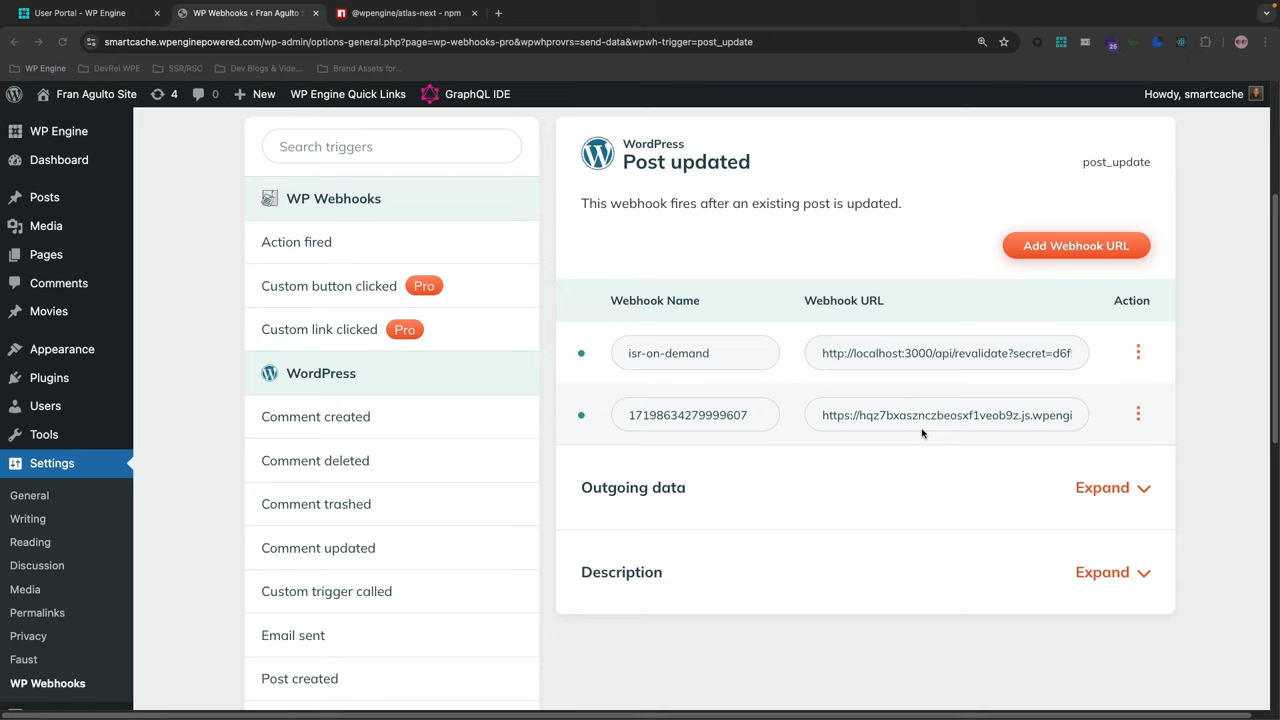 User Portal - WP Engine
WP Webhooks ‹ Fran Agulto S
@wpengine/atlas-next - npm
smartcache.wpenginepowered.com/wp-admin/options-general.php?page=wp-webhooks-pro&wpwhprovrs=send-data&wpwh-trigger=post_update
26
WP Engine
DevRel WPE
SSR/RSC
Dev Blogs & Vide...
Brand Assets for...
Fran Agulto Site
4
0
New
WP Engine Quick Links
GraphQL IDE
Howdy, smartcache
WP Engine
Dashboard
Posts
Media
Pages
Comments
Movies
Appearance
Plugins
Users
Tools
Settings
General
Writing
Reading
Discussion
Media
Permalinks
Privacy
Faust
WP Webhooks
Search triggers
WP Webhooks
Action fired
Custom button clicked Pro
Custom link clicked Pro
WordPress
Comment created
Comment deleted
Comment trashed
Comment updated
Custom trigger called
Email sent
Post created
WordPress
Post updated
post_update
This webhook fires after an existing post is updated.
Add Webhook URL
Webhook Name Webhook URL Action
isr-on-demand http://localhost:3000/api/revalidate?secret=d6f
17198634279999607 https://hqz7bxasznczbeosxf1veob9z.js.wpengi
Outgoing data Expand
Description Expand